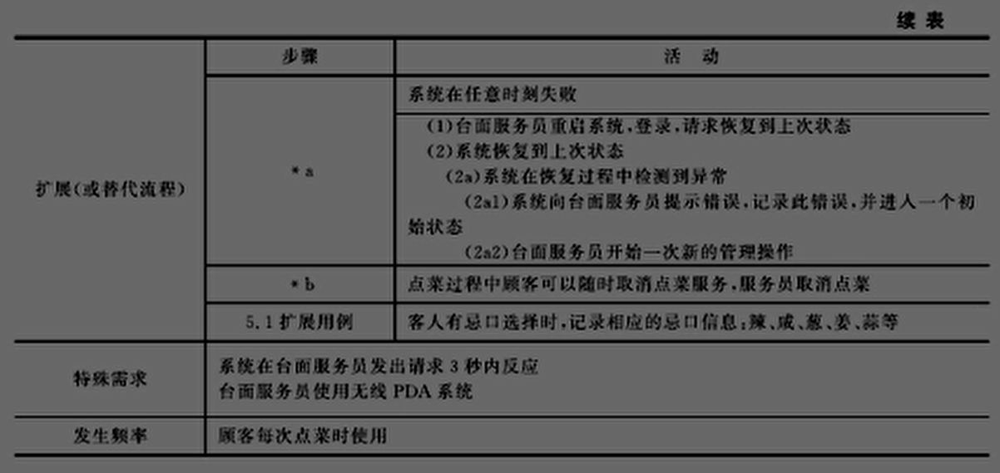 续表
步骤 活动
扩展(或替代流程)
*a
系统在任意时刻失败
(1)台面服务员重启系统,登录,请求恢复到上次状态
(2)系统恢复到上次状态
(2a)系统在恢复过程中检测到异常
(2a1)系统向台面服务员提示错误,记录此错误,并进入一个初
始状态
(2a2)台面服务员开始一次新的管理操作
*b 点菜过程中顾客可以随时取消点菜服务,服务员取消点菜
5.1扩展用例 客人有忌口选择时,记录相应的忌口信息:辣、咸、葱、姜、蒜等
特殊需求
系统在台面服务员发出请求3秒内反应
台面服务员使用无线PDA系统
发生频率 顾客每次点菜时使用